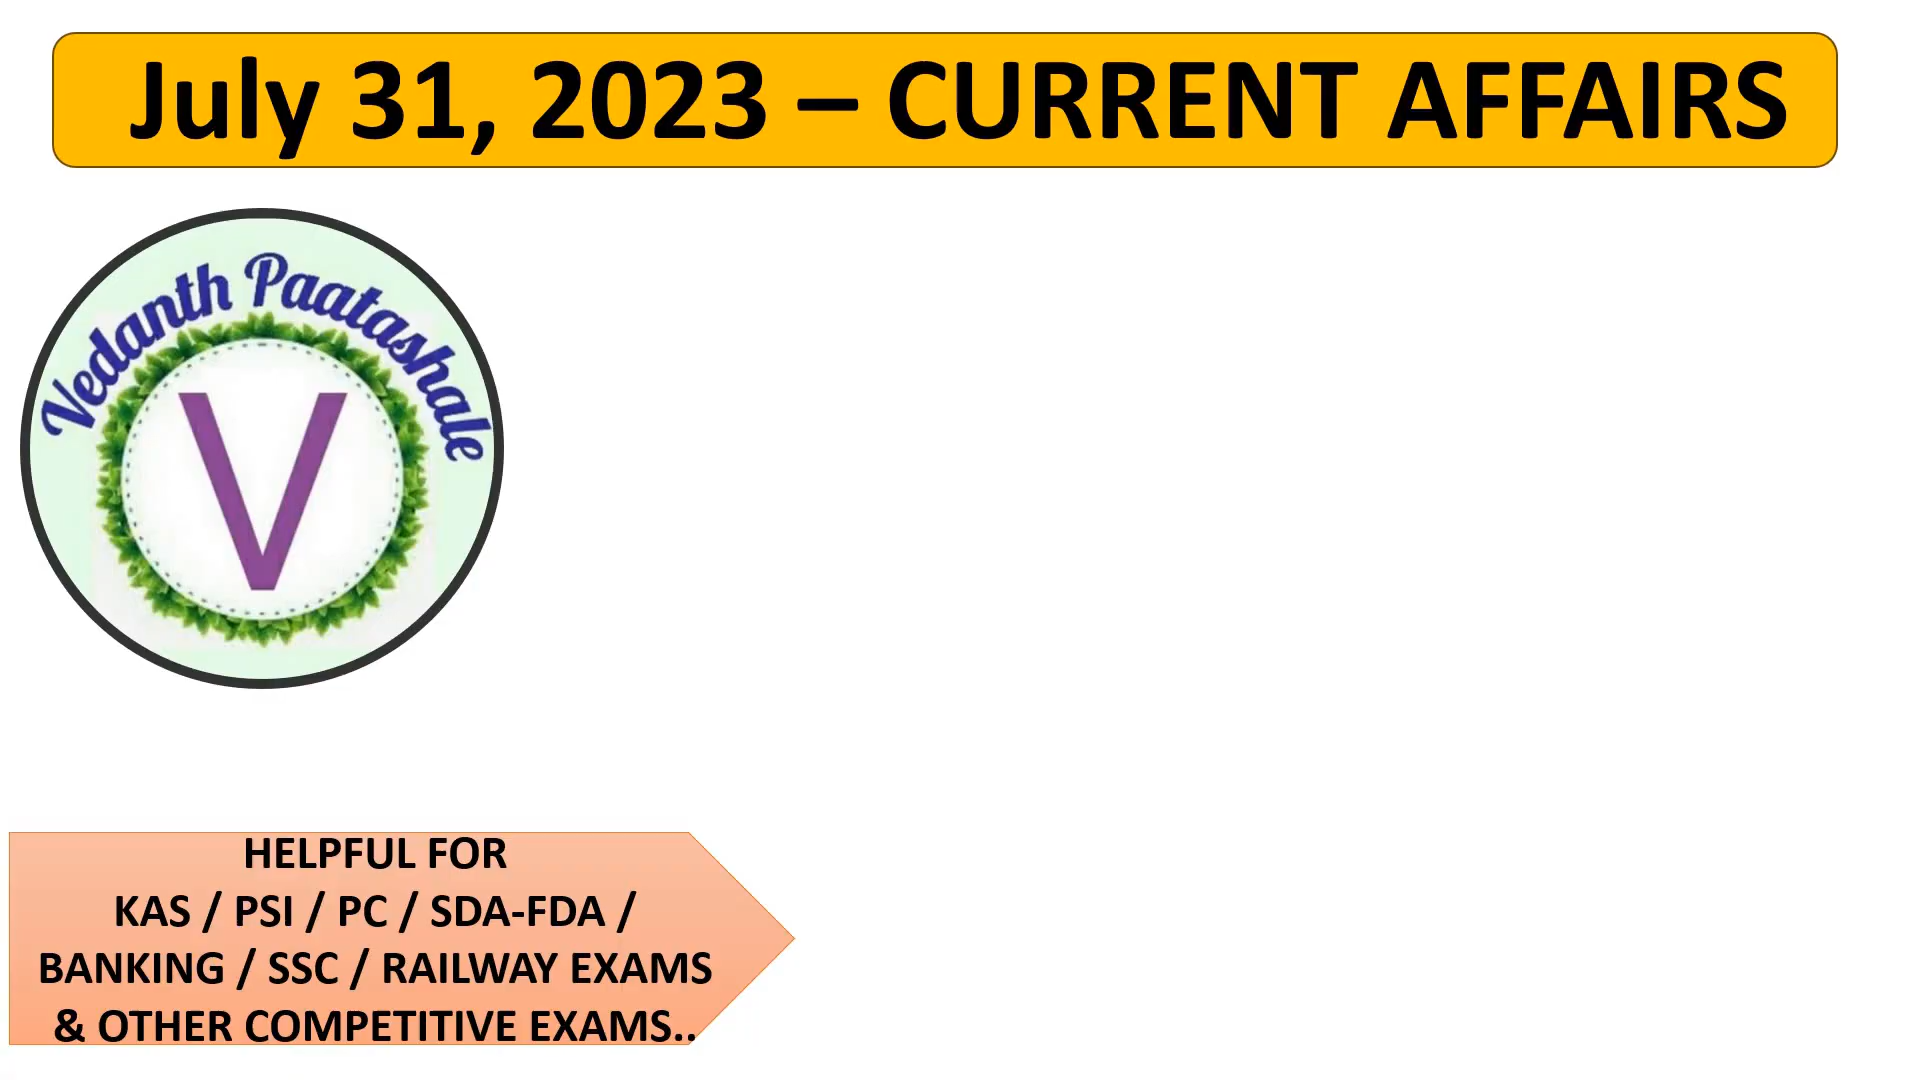 July 31, 2023 – CURRENT AFFAIRS
Vedanth Paatashale
V
HELPFUL FOR
KAS / PSI / PC / SDA-FDA /
BANKING / SSC / RAILWAY EXAMS
& OTHER COMPETITIVE EXAMS..